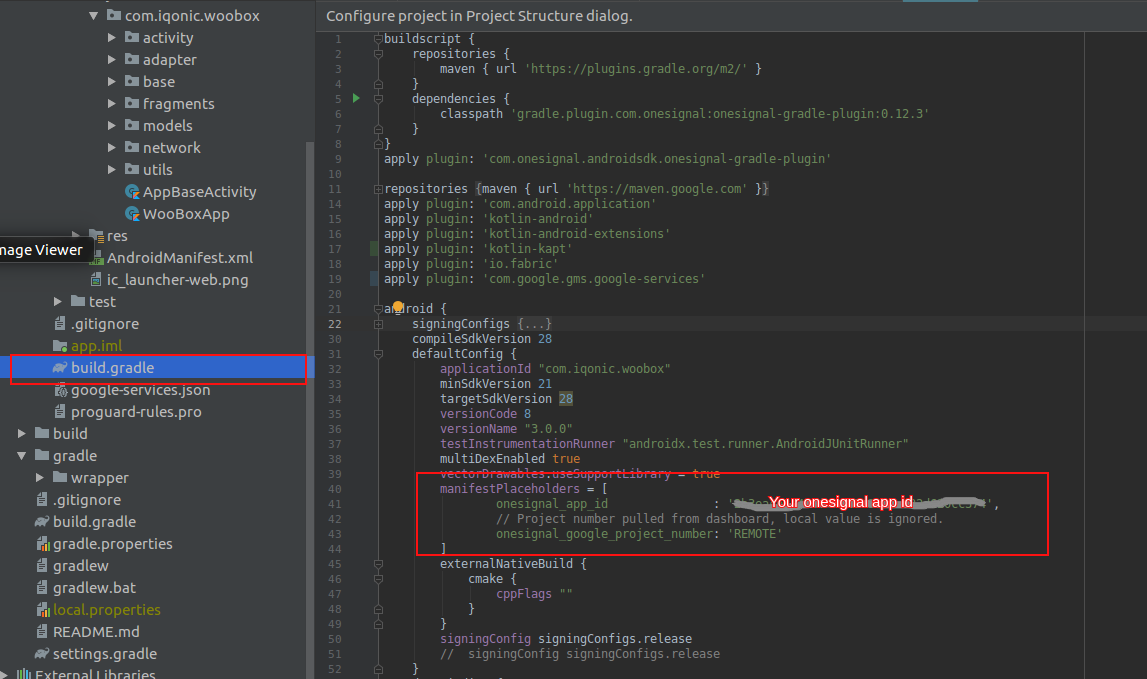 com.iqonic.woobox
activity
adapter
base
fragments
models
network
utils
AppBaseActivity
WooBoxApp
res
mage Viewer
AndroidManifest.xml
ic_launcher-web.png
test
.gitignore
app.iml
build.gradle
google-services.json
proguard-rules.pro
build
gradle
wrapper
.gitignore
build.gradle
gradle.properties
gradlew
gradlew.bat
local.properties
README.md
settings.gradle
External Libraries
Configure project in Project Structure dialog.
1 buildscript {
2 repositories {
3 maven { url 'https://plugins.gradle.org/m2/' }
4 }
5 dependencies {
6 classpath 'gradle.plugin.com.onesignal:onesignal-gradle-plugin:0.12.3'
7 }
8 }
9 apply plugin: 'com.onesignal.androidsdk.onesignal-gradle-plugin'
10
11 repositories {maven { url 'https://maven.google.com' }}
14 apply plugin: 'com.android.application'
15 apply plugin: 'kotlin-android'
16 apply plugin: 'kotlin-android-extensions'
17 apply plugin: 'kotlin-kapt'
18 apply plugin: 'io.fabric'
19 apply plugin: 'com.google.gms.google-services'
20
21 android {
22 signingConfigs {...}
30 compileSdkVersion 28
31 defaultConfig {
32 applicationId "com.iqonic.woobox"
33 minSdkVersion 21
34 targetSdkVersion 28
35 versionCode 8
36 versionName "3.0.0"
37 testInstrumentationRunner "androidx.test.runner.AndroidJUnitRunner"
38 multiDexEnabled true
39 vectorDrawables.useSupportLibrary = true
40 manifestPlaceholders = [
41 onesignal_app_id : ' Your onesignal app id ',
42 // Project number pulled from dashboard, local value is ignored.
43 onesignal_google_project_number: 'REMOTE'
44 ]
45 externalNativeBuild {
46 cmake {
47 cppFlags ""
48 }
49 }
50 signingConfig signingConfigs.release
51 // signingConfig signingConfigs.release
52 }